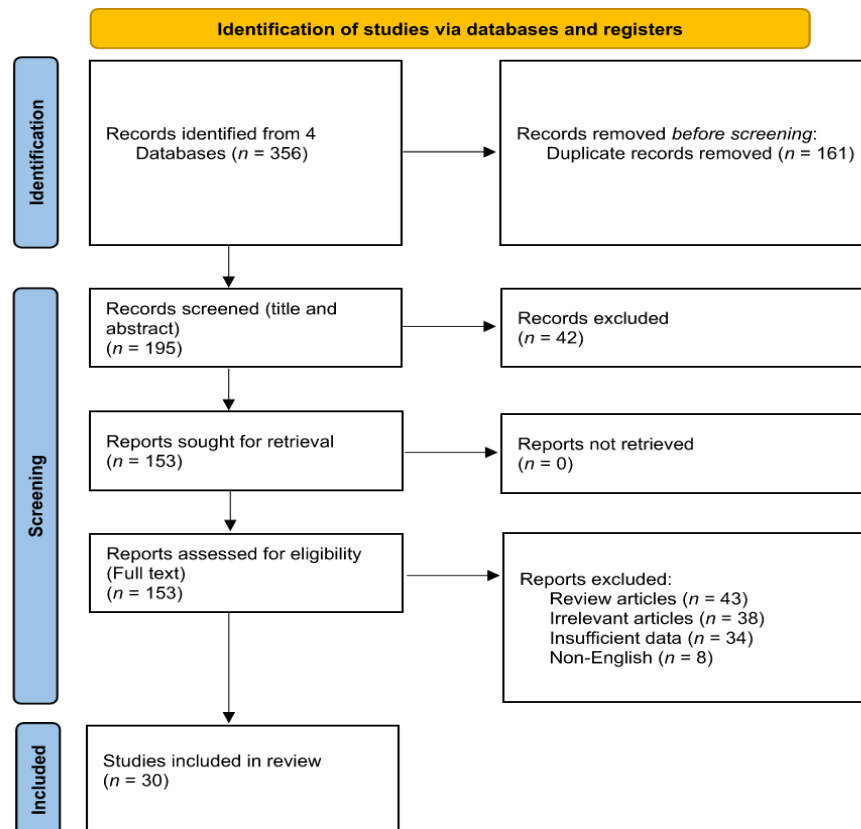 Identification of studies via databases and registers
Identification
Records identified from 4
Databases (n = 356)
Records removed before screening:
Duplicate records removed (n = 161)
Screening
Records screened (title and
abstract)
(n = 195)
Records excluded
(n = 42)
Reports sought for retrieval
(n = 153)
Reports not retrieved
(n = 0)
Reports assessed for eligibility
(Full text)
(n = 153)
Reports excluded:
Review articles (n = 43)
Irrelevant articles (n = 38)
Insufficient data (n = 34)
Non-English (n = 8)
Included
Studies included in review
(n = 30)